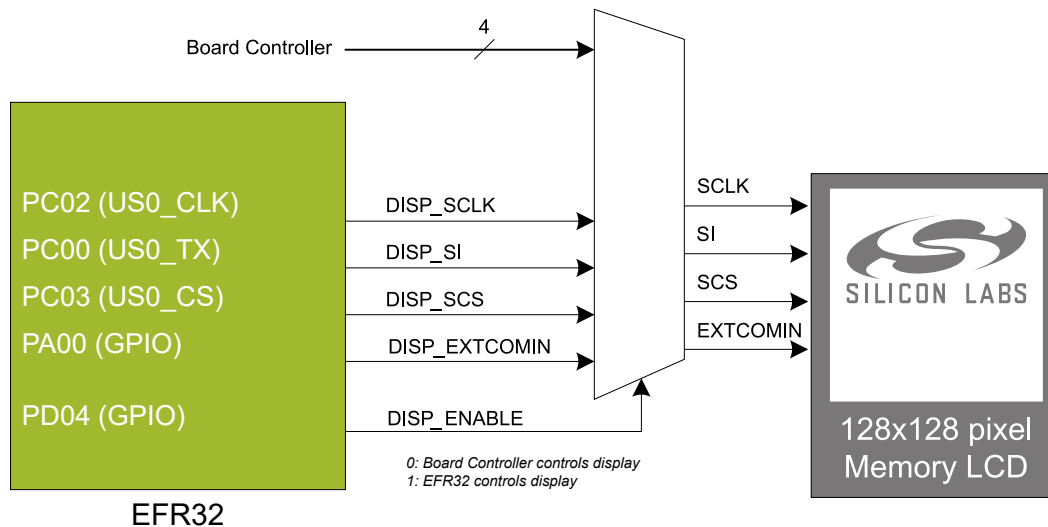 4
Board Controller
PC02 (US0_CLK)
PC00 (US0_TX)
PC03 (US0_CS)
PA00 (GPIO)
PD04 (GPIO)
EFR32
DISP_SCLK
DISP_SI
DISP_SCS
DISP_EXTCOMIN
DISP_ENABLE
0: Board Controller controls display
1: EFR32 controls display
SCLK
SI
SCS
EXTCOMIN
SILICON LABS
128x128 pixel
Memory LCD